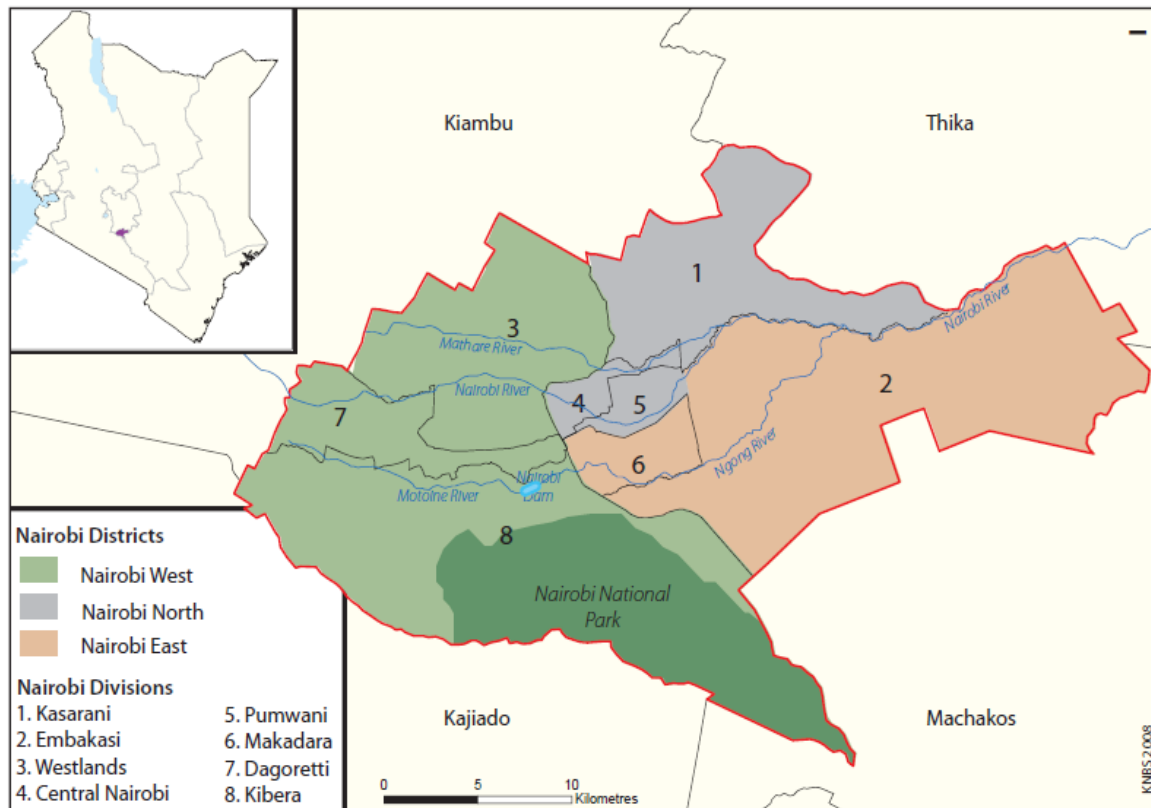 Kiambu
Thika
1
3
Mathare River
Nairobi River
2
Nairobi River
4
5
7
6
Ngong River
Nairobi
Dam
Motoine River
8
Nairobi National
Park
Kajiado
Machakos
Nairobi Districts
Nairobi West
Nairobi North
Nairobi East
Nairobi Divisions
1. Kasarani
2. Embakasi
3. Westlands
4. Central Nairobi
5. Pumwani
6. Makadara
7. Dagoretti
8. Kibera
0 5 10
Kilometres
KNBS 2008